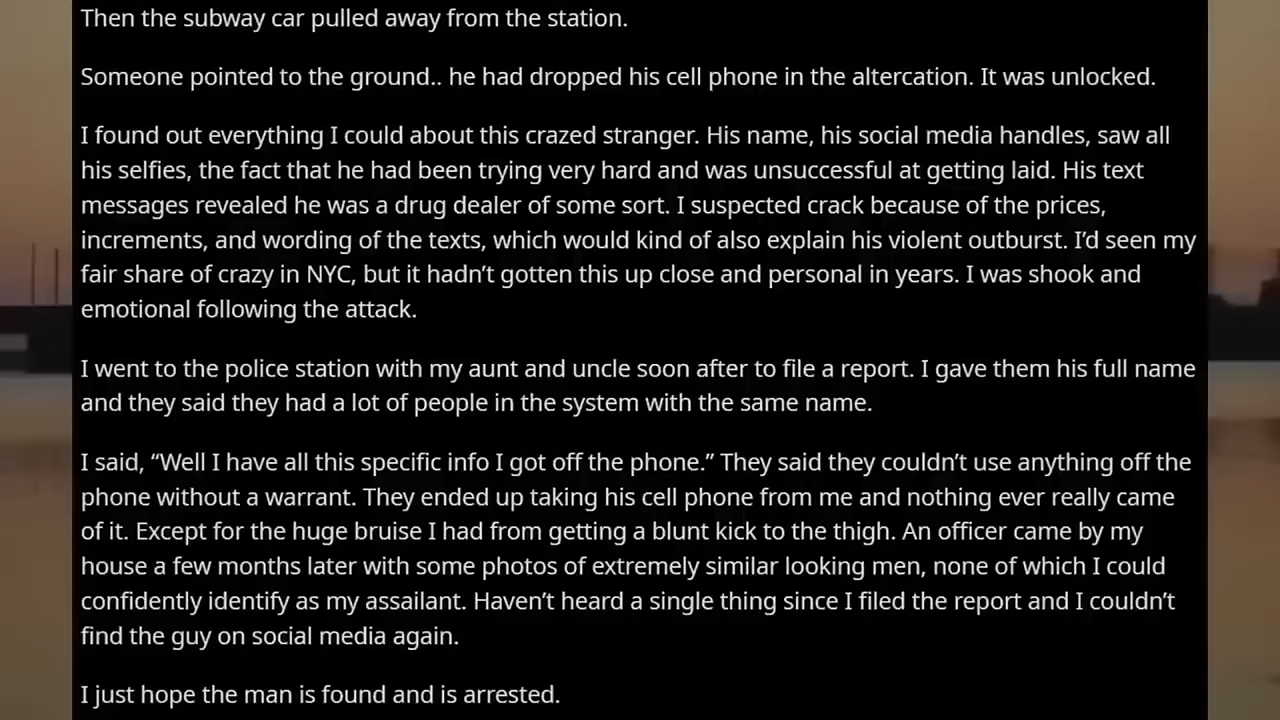 Then the subway car pulled away from the station.
Someone pointed to the ground.. he had dropped his cell phone in the altercation. It was unlocked.
I found out everything I could about this crazed stranger. His name, his social media handles, saw all
his selfies, the fact that he had been trying very hard and was unsuccessful at getting laid. His text
messages revealed he was a drug dealer of some sort. I suspected crack because of the prices,
increments, and wording of the texts, which would kind of also explain his violent outburst. I’d seen my
fair share of crazy in NYC, but it hadn’t gotten this up close and personal in years. I was shook and
emotional following the attack.
I went to the police station with my aunt and uncle soon after to file a report. I gave them his full name
and they said they had a lot of people in the system with the same name.
I said, “Well I have all this specific info I got off the phone.” They said they couldn’t use anything off the
phone without a warrant. They ended up taking his cell phone from me and nothing ever really came
of it. Except for the huge bruise I had from getting a blunt kick to the thigh. An officer came by my
house a few months later with some photos of extremely similar looking men, none of which I could
confidently identify as my assailant. Haven’t heard a single thing since I filed the report and I couldn’t
find the guy on social media again.
I just hope the man is found and is arrested.